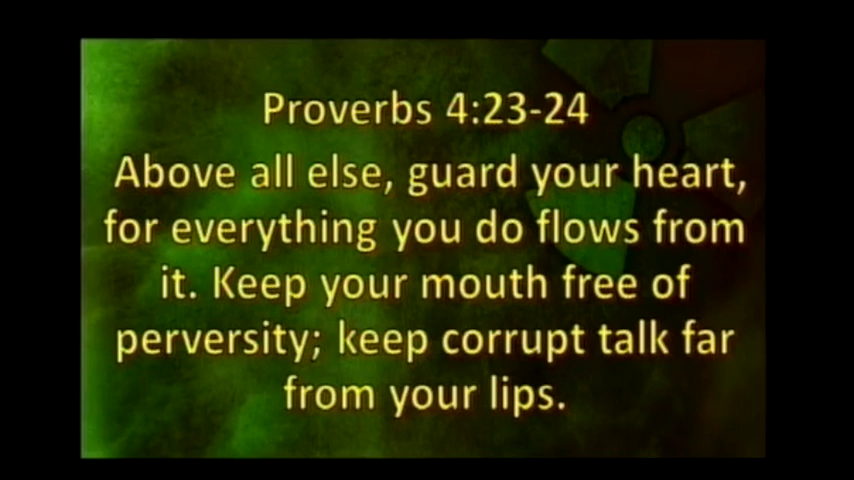 Proverbs 4:23-24
Above all else, guard your heart,
for everything you do flows from
it. Keep your mouth free of
perversity; keep corrupt talk far
from your lips.